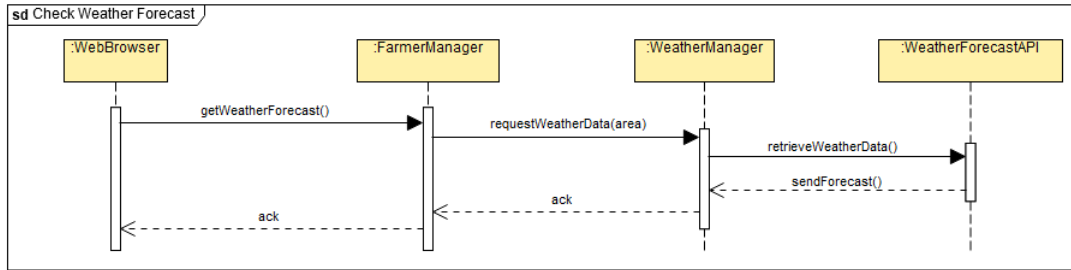 sd Check Weather Forecast
:WebBrowser
:FarmerManager
:WeatherManager
:WeatherForecastAPI
getWeatherForecast()
requestWeatherData(area)
retrieveWeatherData()
sendForecast()
ack
ack